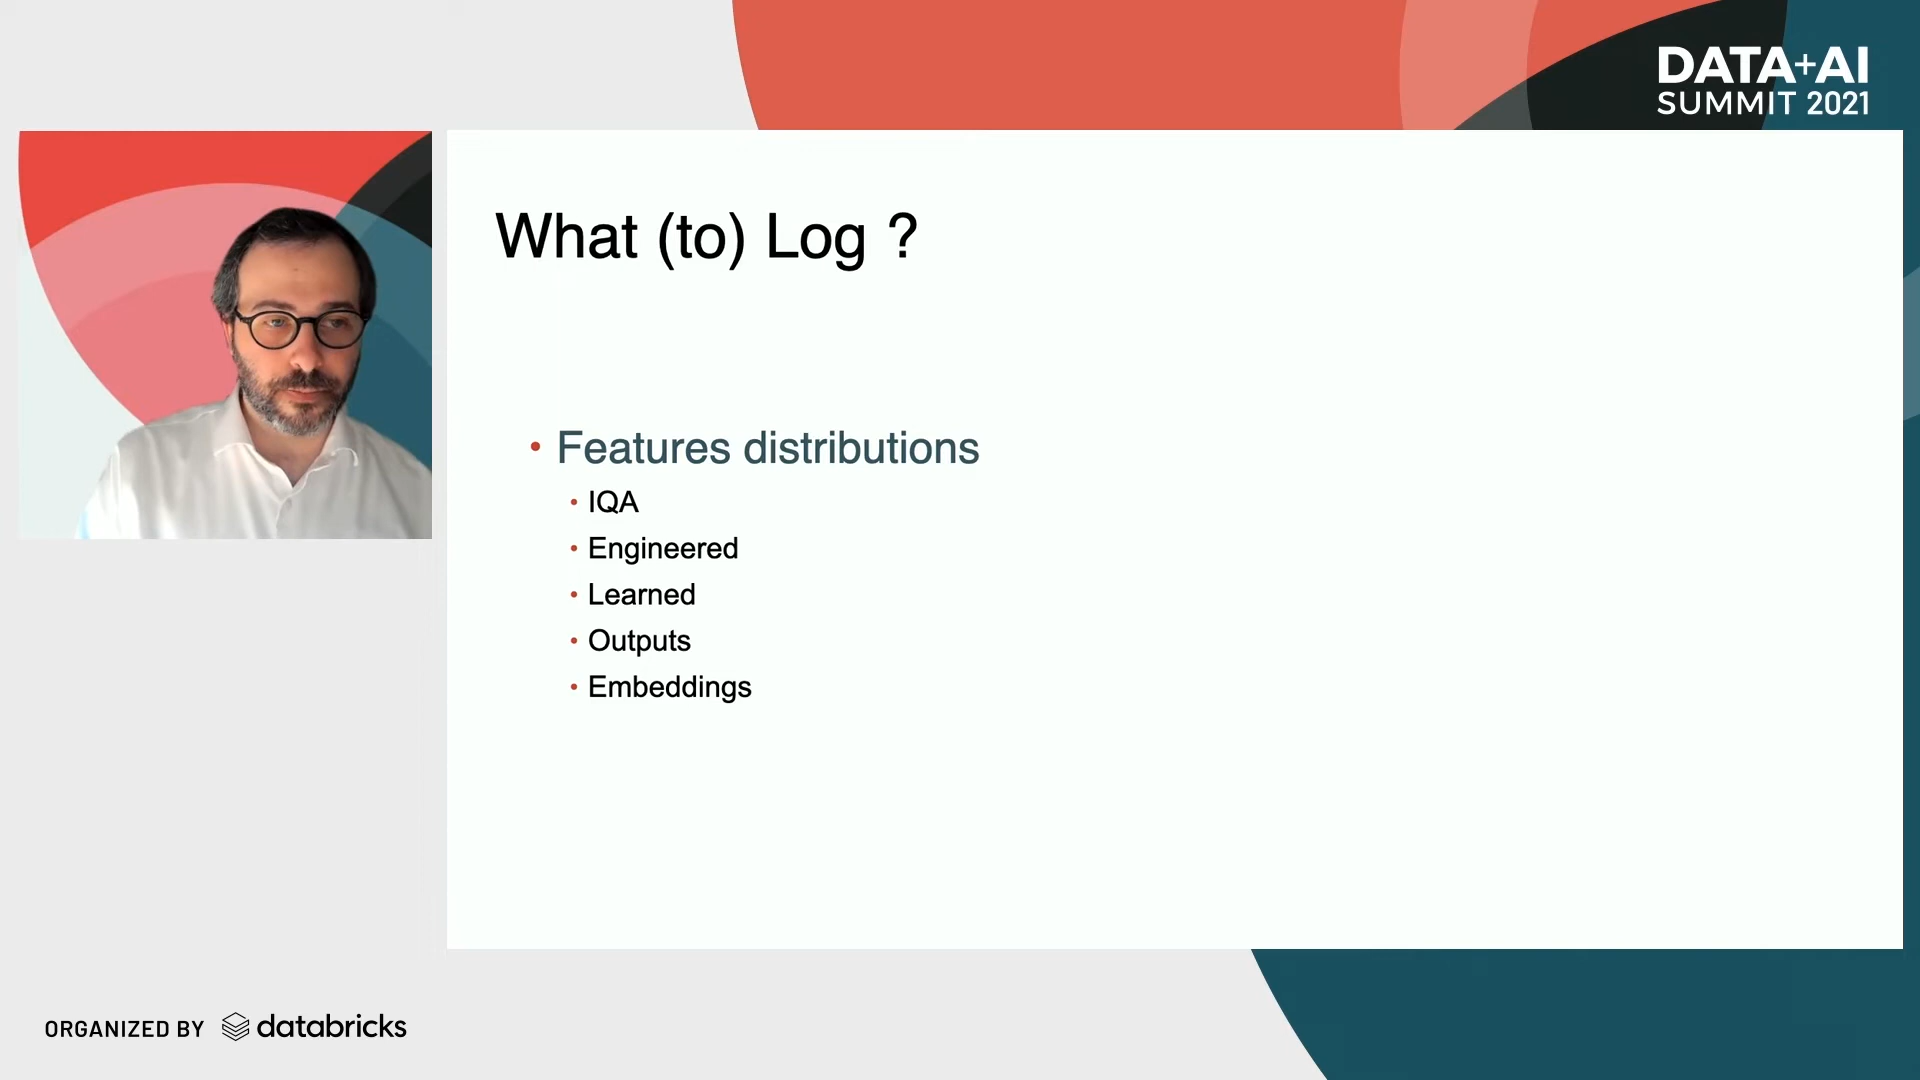 DATA+AI
SUMMIT 2021
What (to) Log ?
• Features distributions
• IQA
• Engineered
• Learned
• Outputs
• Embeddings
ORGANIZED BY databricks